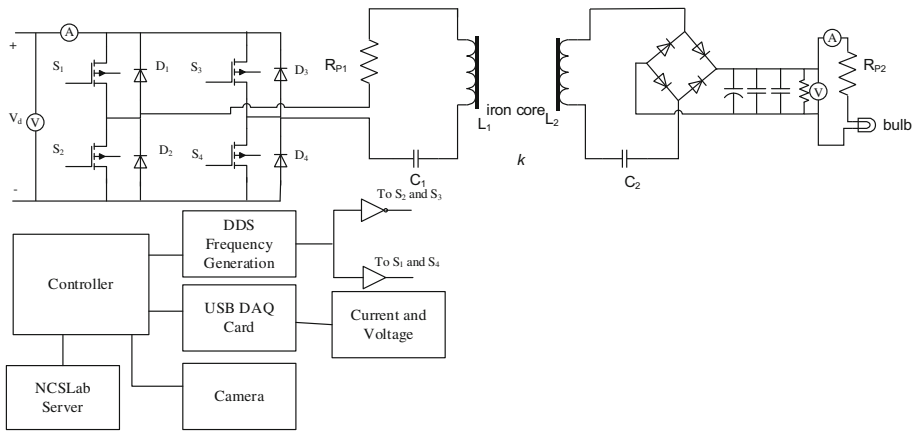 +
A
S1
D1
S3
D3
Vd
V
S2
D2
S4
D4
-
RP1
L1
iron core
L2
C1
k
C2
A
RP2
V
bulb
To S2 and S3
To S1 and S4
DDS
Frequency
Generation
Controller
USB DAQ
Card
Current and
Voltage
NCSLab
Server
Camera